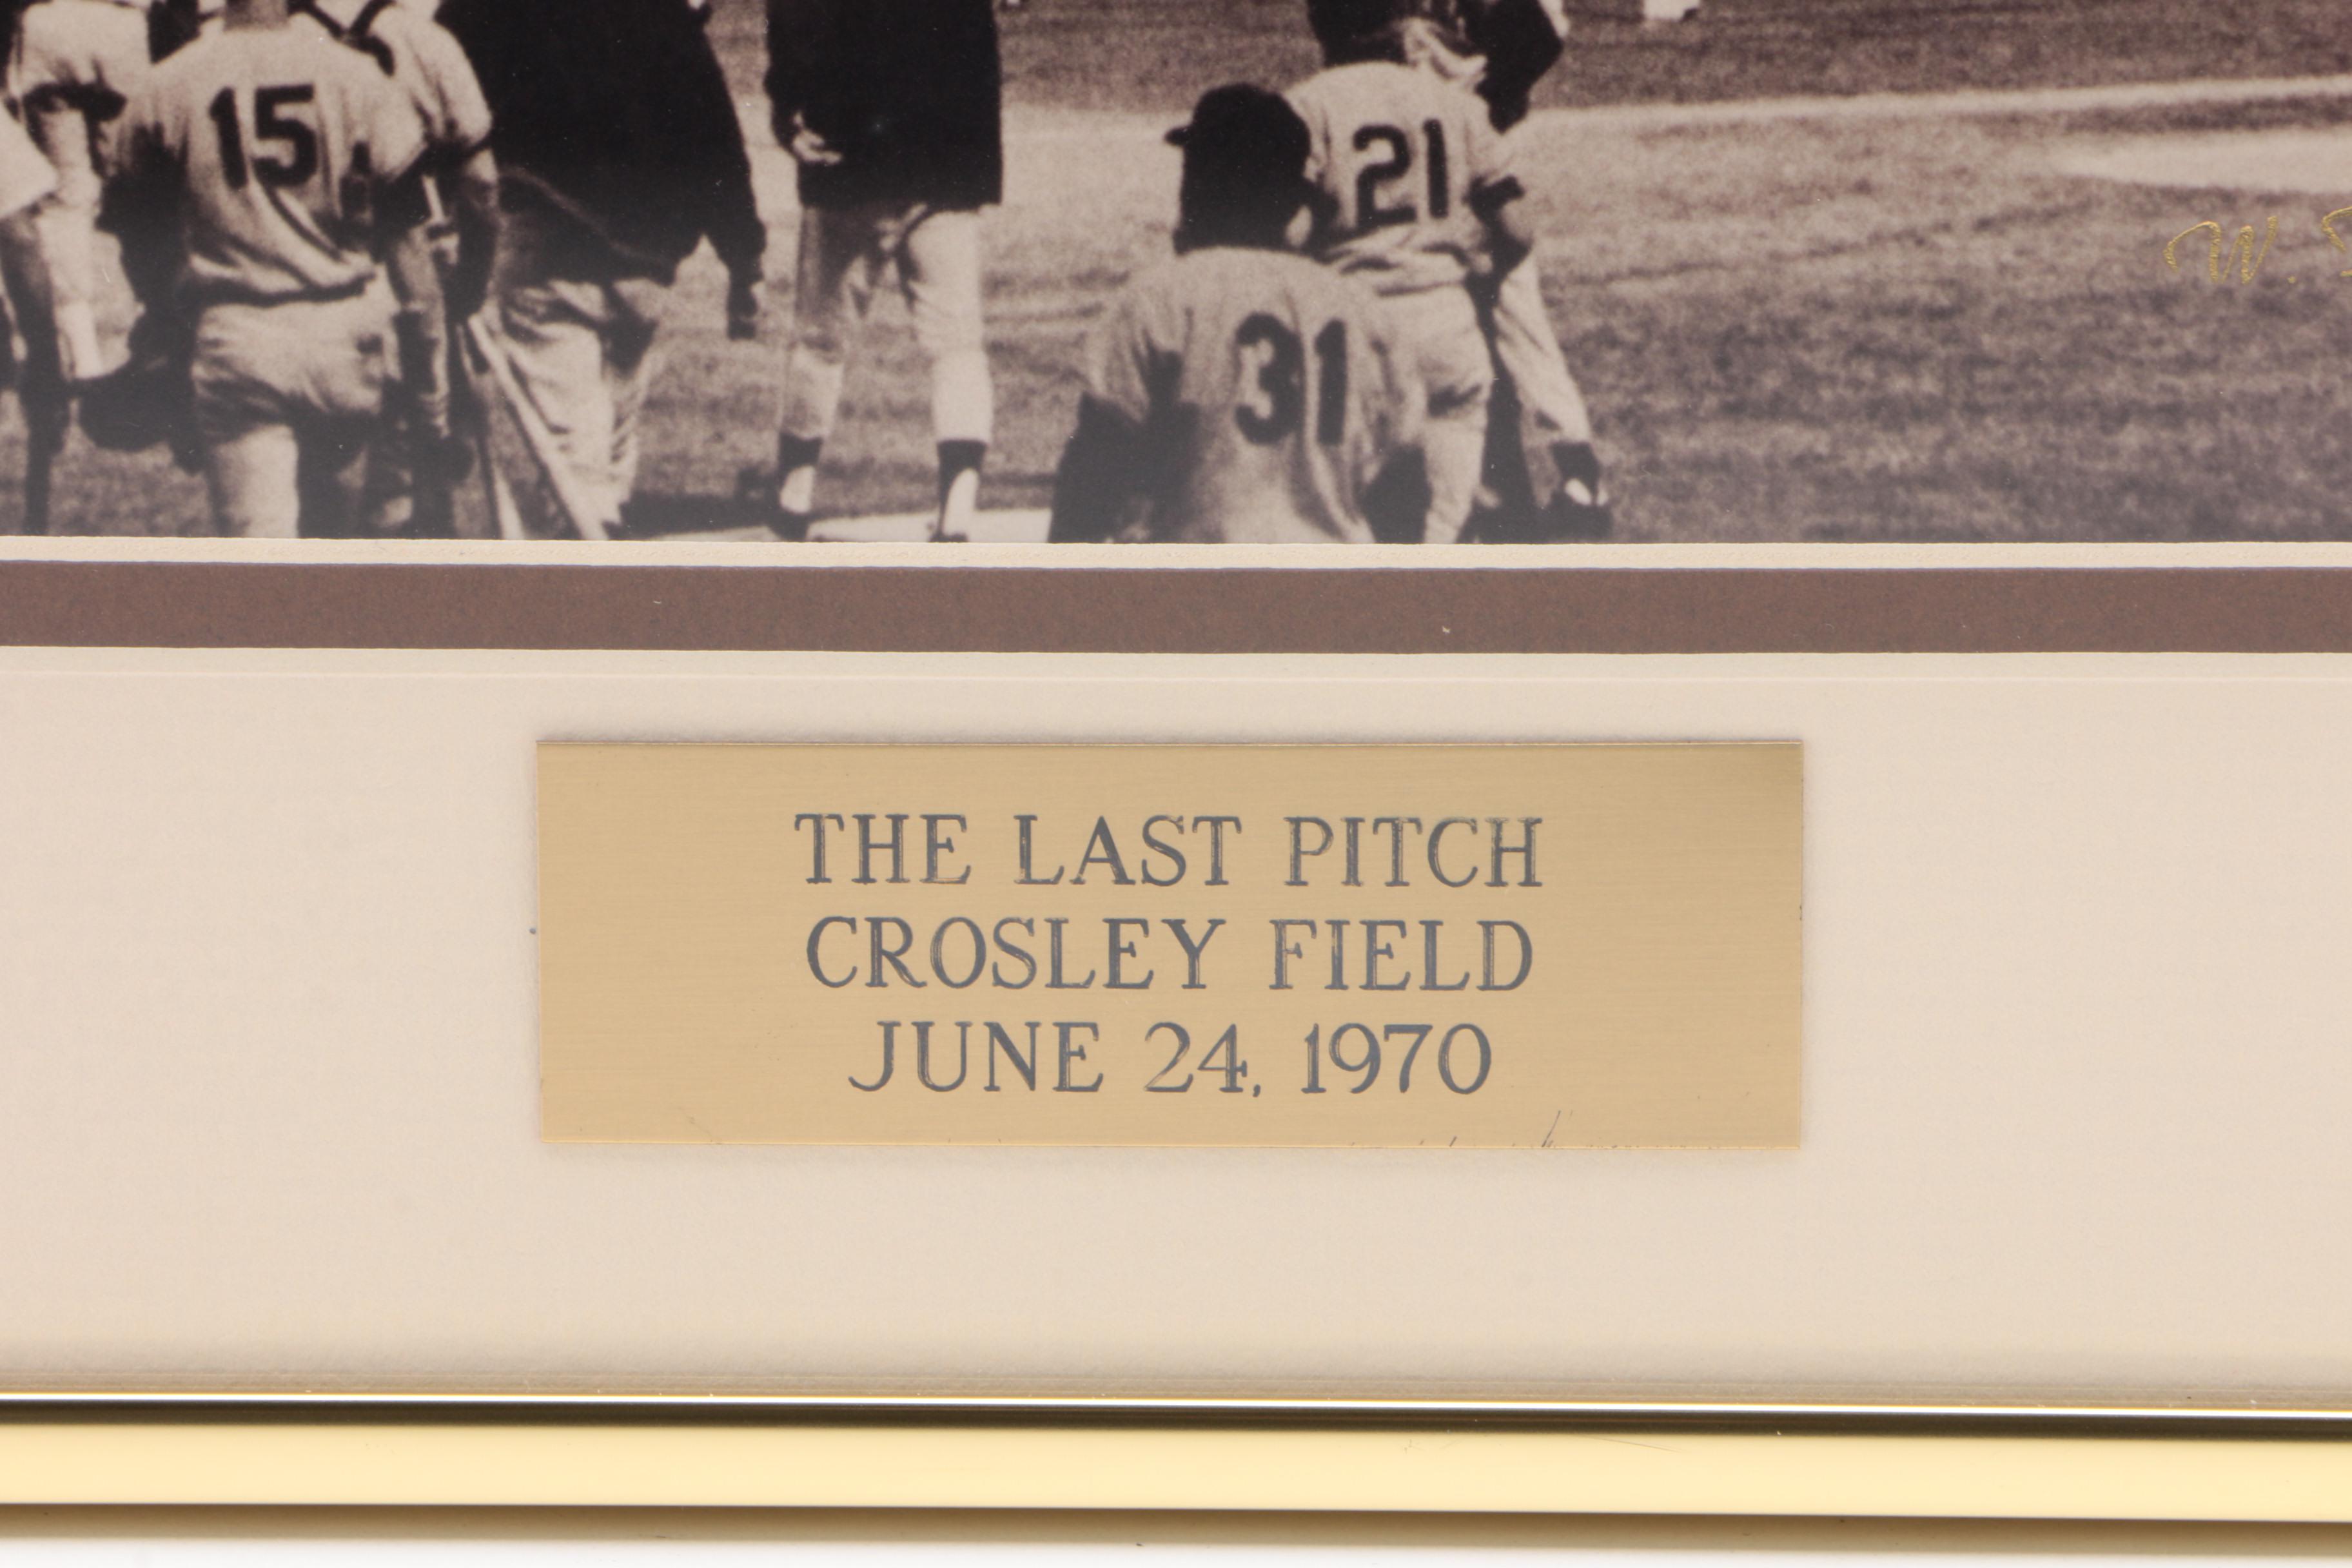 15
21
31
W.
THE LAST PITCH
CROSLEY FIELD
JUNE 24, 1970